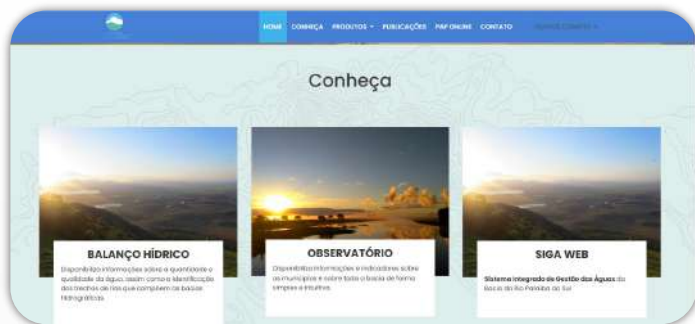 HOME CONHEÇA PRODUTOS PUBLICAÇÕES PAP ONLINE CONTATO
Conheça
BALANÇO HÍDRICO
Disponibiliza informações sobre a quantidade e
qualidade da água, assim como a identificação
dos trechos de rios que compõem as bacias
hidrográficas.
OBSERVATÓRIO
Disponibiliza informações e indicadores sobre
os municípios e sobre toda a bacia de forma
simples e intuitiva.
SIGA WEB
Sistema Integrado de Gestão das Águas da
Bacia do Rio Paraíba do Sul